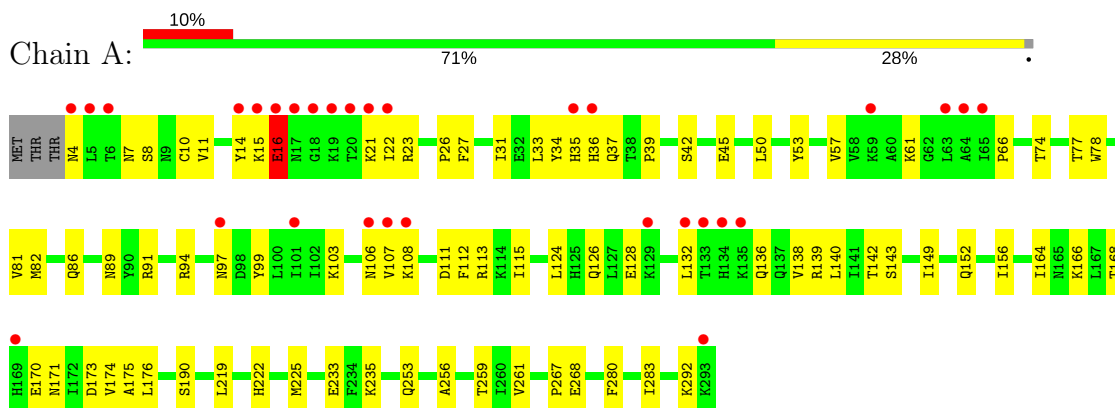 10%
Chain A:
71% 28% .
MET THR THR N4 L5 T6 N7 S8 N9 C10 V11 Y14 K15 E16 N17 G18 K19 T20 K21 I22 R23 P26 F27 I31 E32 L33 Y34 H35 H36 Q37 T38 P39 S42 E45 L50 Y53 V57 V58 K59 A60 K61 G62 L63 A64 I65 P66 T74 T77 W78
V81 M82 Q86 N89 Y90 R91 R94 N97 D98 Y99 L100 I101 I102 K103 N106 V107 K108 D111 F112 R113 K114 I115 L124 H125 Q126 L127 E128 K129 L132 T133 H134 K135 Q136 Q137 V138 R139 L140 I141 T142 S143 I149 Q152 I156 I164 N165 K166 L167 T168
H169 E170 N171 I172 D173 V174 A175 L176 S190 L219 H222 M225 E233 F234 K235 Q253 A256 T259 I260 V261 P267 E268 F280 I283 K292 K293